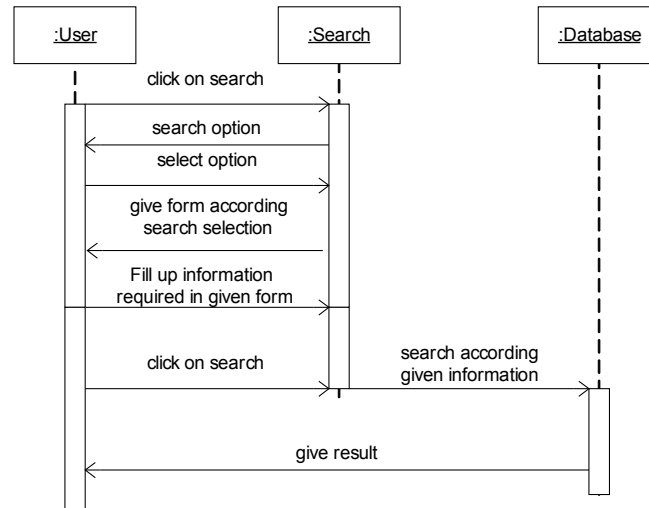 :User
:Search
:Database
click on search
search option
select option
give form according
search selection
Fill up information
required in given form
click on search
search according
given information
give result